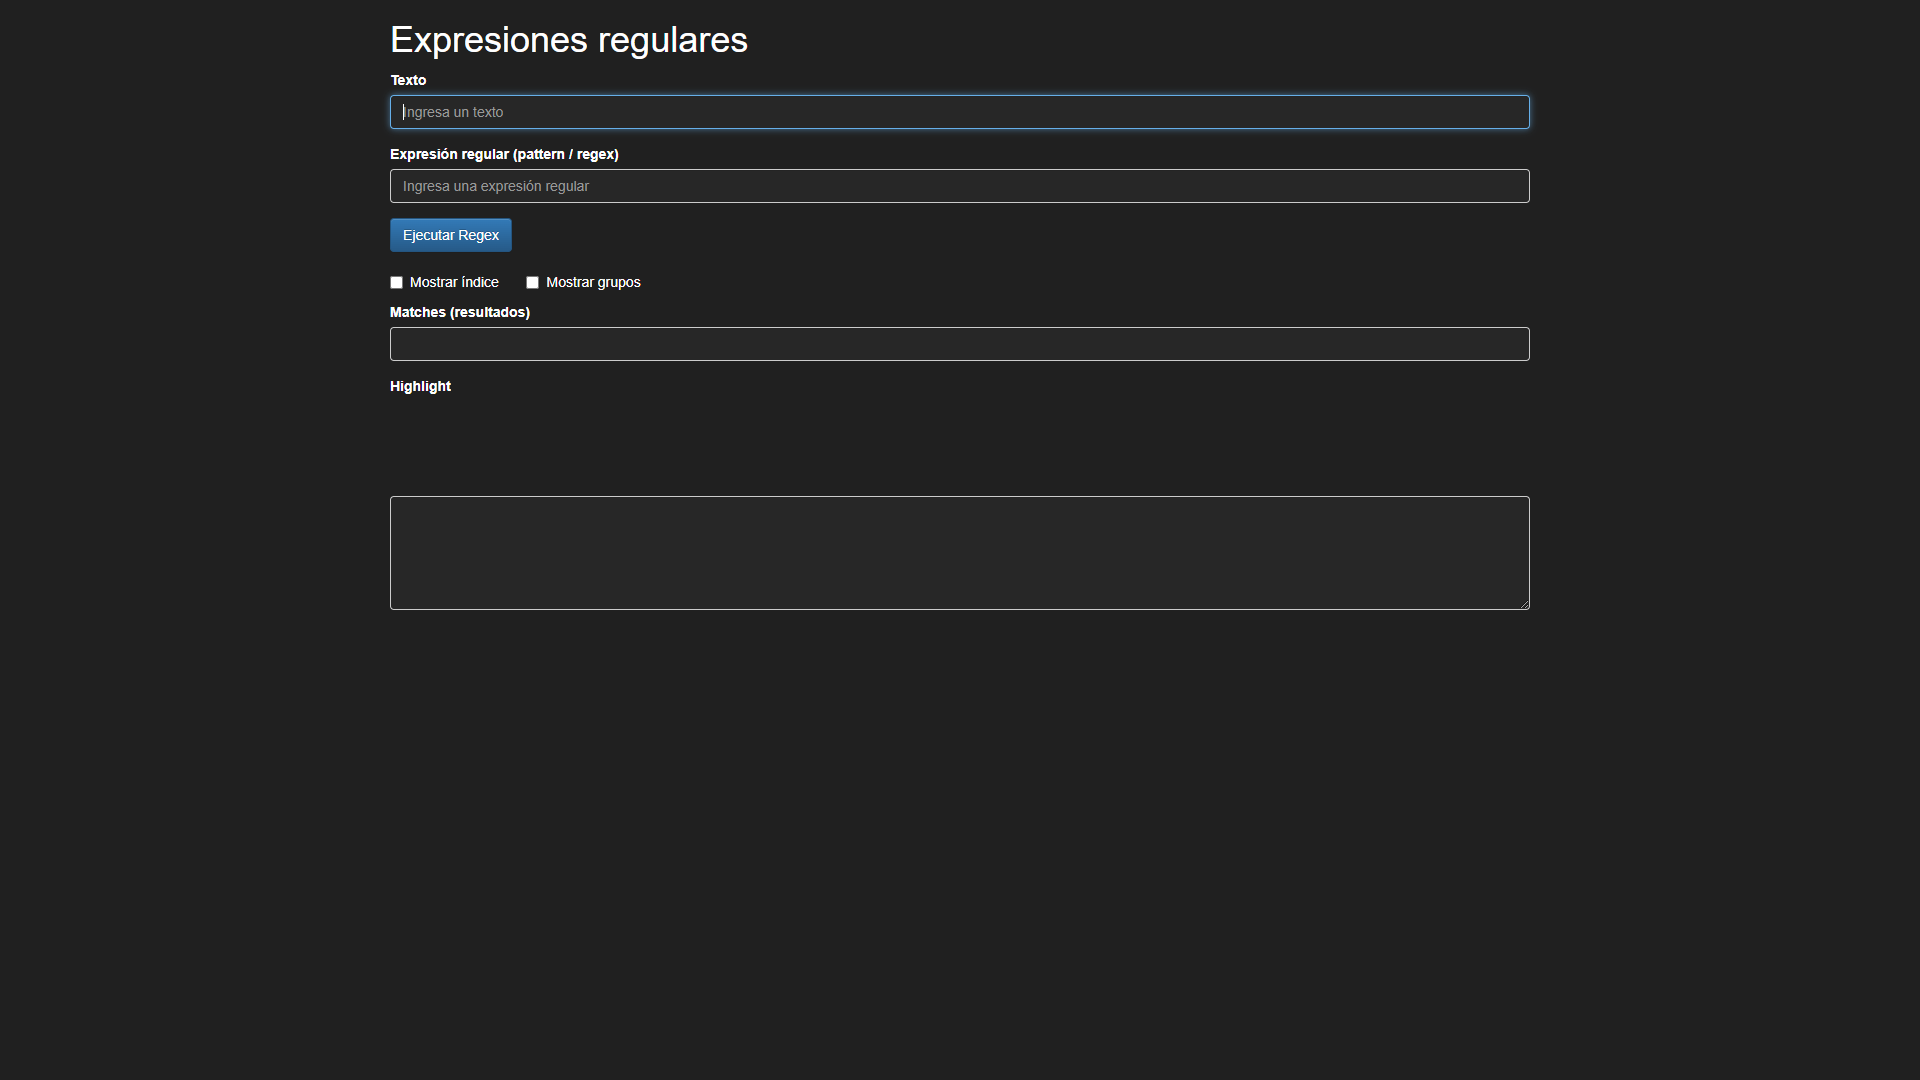 Expresiones regulares
Texto
Ingresa un texto
Expresión regular (pattern / regex)
Ingresa una expresión regular
Ejecutar Regex
Mostrar índice Mostrar grupos
Matches (resultados)
Highlight